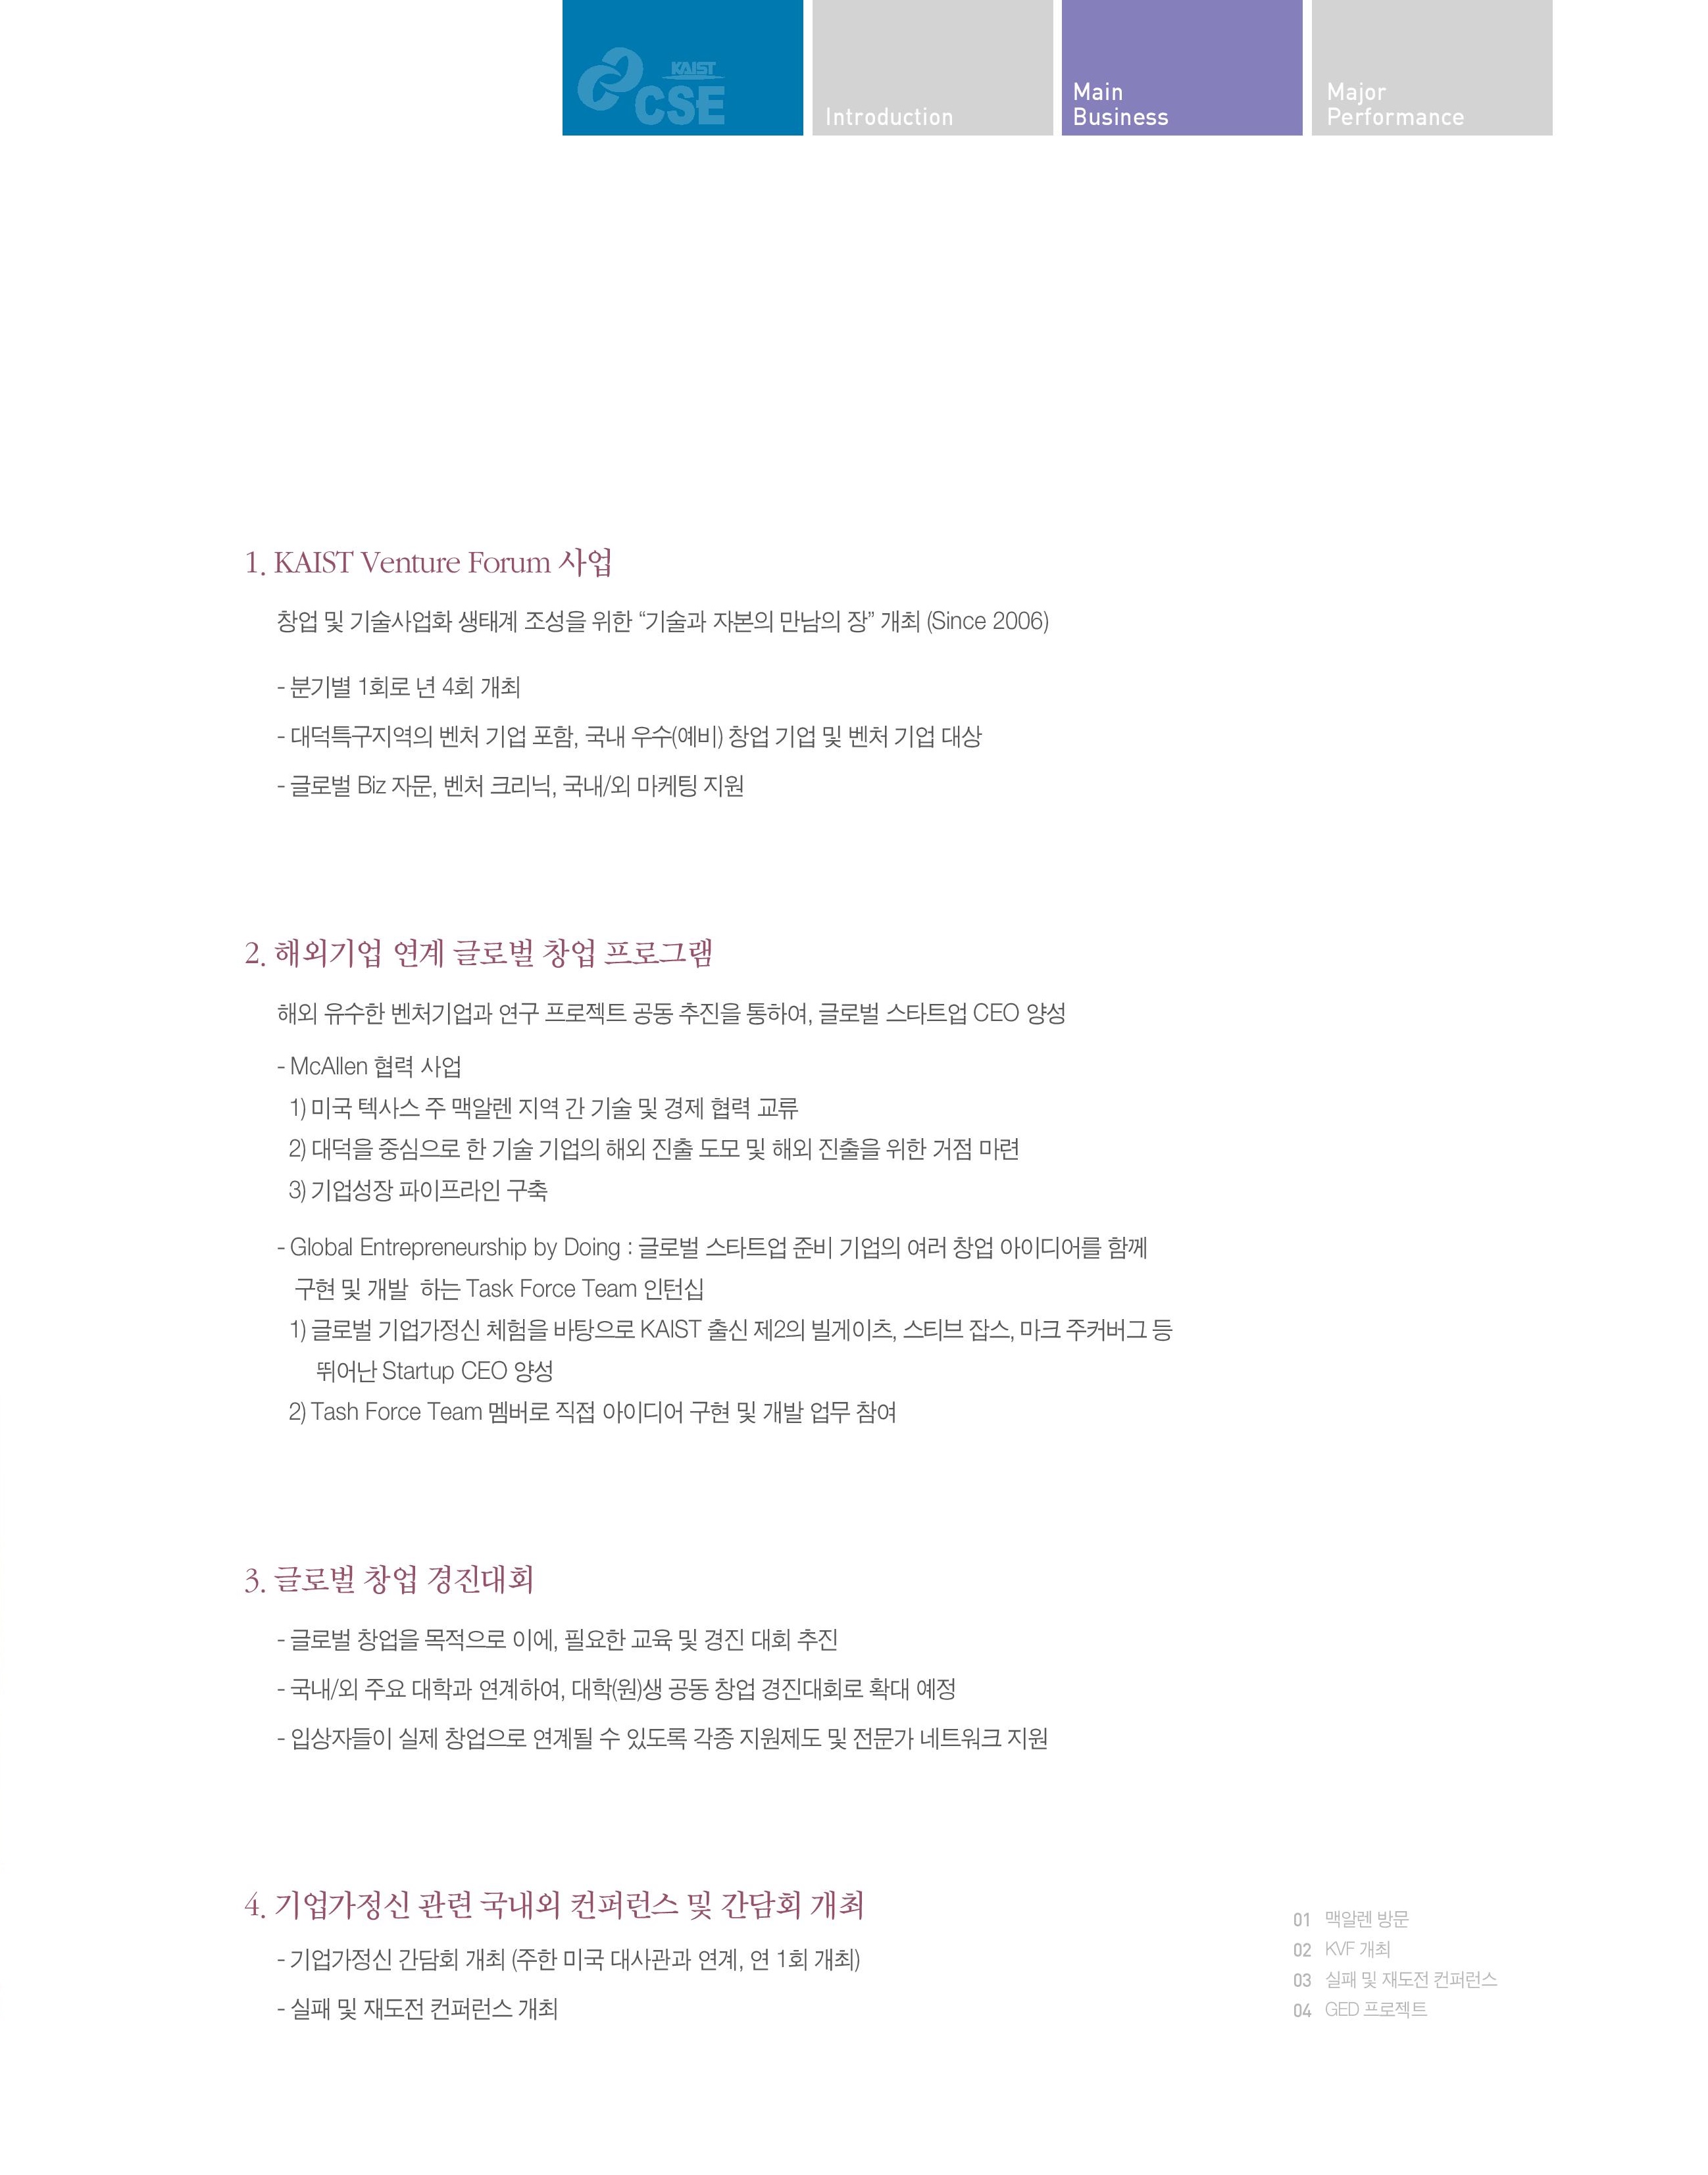 KAIST
CSE
Introduction
Main
Business
Major
Performance
1. KAIST Venture Forum 사업
창업 및 기술사업화 생태계 조성을 위한 “기술과 자본의 만남의 장” 개최 (Since 2006)
- 분기별 1회로 년 4회 개최
- 대덕특구지역의 벤처 기업 포함, 국내 우수(예비) 창업 기업 및 벤처 기업 대상
- 글로벌 Biz 자문, 벤처 크리닉, 국내/외 마케팅 지원
2. 해외기업 연계 글로벌 창업 프로그램
해외 유수한 벤처기업과 연구 프로젝트 공동 추진을 통하여, 글로벌 스타트업 CEO 양성
- McAllen 협력 사업
1) 미국 텍사스 주 맥알렌 지역 간 기술 및 경제 협력 교류
2) 대덕을 중심으로 한 기술 기업의 해외 진출 도모 및 해외 진출을 위한 거점 마련
3) 기업성장 파이프라인 구축
- Global Entrepreneurship by Doing : 글로벌 스타트업 준비 기업의 여러 창업 아이디어를 함께
구현 및 개발 하는 Task Force Team 인턴십
1) 글로벌 기업가정신 체험을 바탕으로 KAIST 출신 제2의 빌게이츠, 스티브 잡스, 마크 주커버그 등
뛰어난 Startup CEO 양성
2) Tash Force Team 멤버로 직접 아이디어 구현 및 개발 업무 참여
3. 글로벌 창업 경진대회
- 글로벌 창업을 목적으로 이에, 필요한 교육 및 경진 대회 추진
- 국내/외 주요 대학과 연계하여, 대학(원)생 공동 창업 경진대회로 확대 예정
- 입상자들이 실제 창업으로 연계될 수 있도록 각종 지원제도 및 전문가 네트워크 지원
4. 기업가정신 관련 국내외 컨퍼런스 및 간담회 개최
- 기업가정신 간담회 개최 (주한 미국 대사관과 연계, 연 1회 개최)
- 실패 및 재도전 컨퍼런스 개최
01 맥알렌 방문
02 KVF 개최
03 실패 및 재도전 컨퍼런스
04 GED 프로젝트